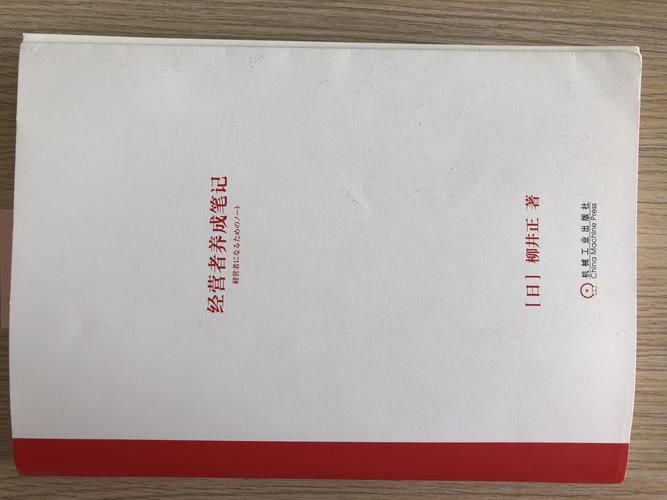 经营者养成笔记
経営者になるためのノート
［日］柳井正 著
机械工业出版社
China Machine Press